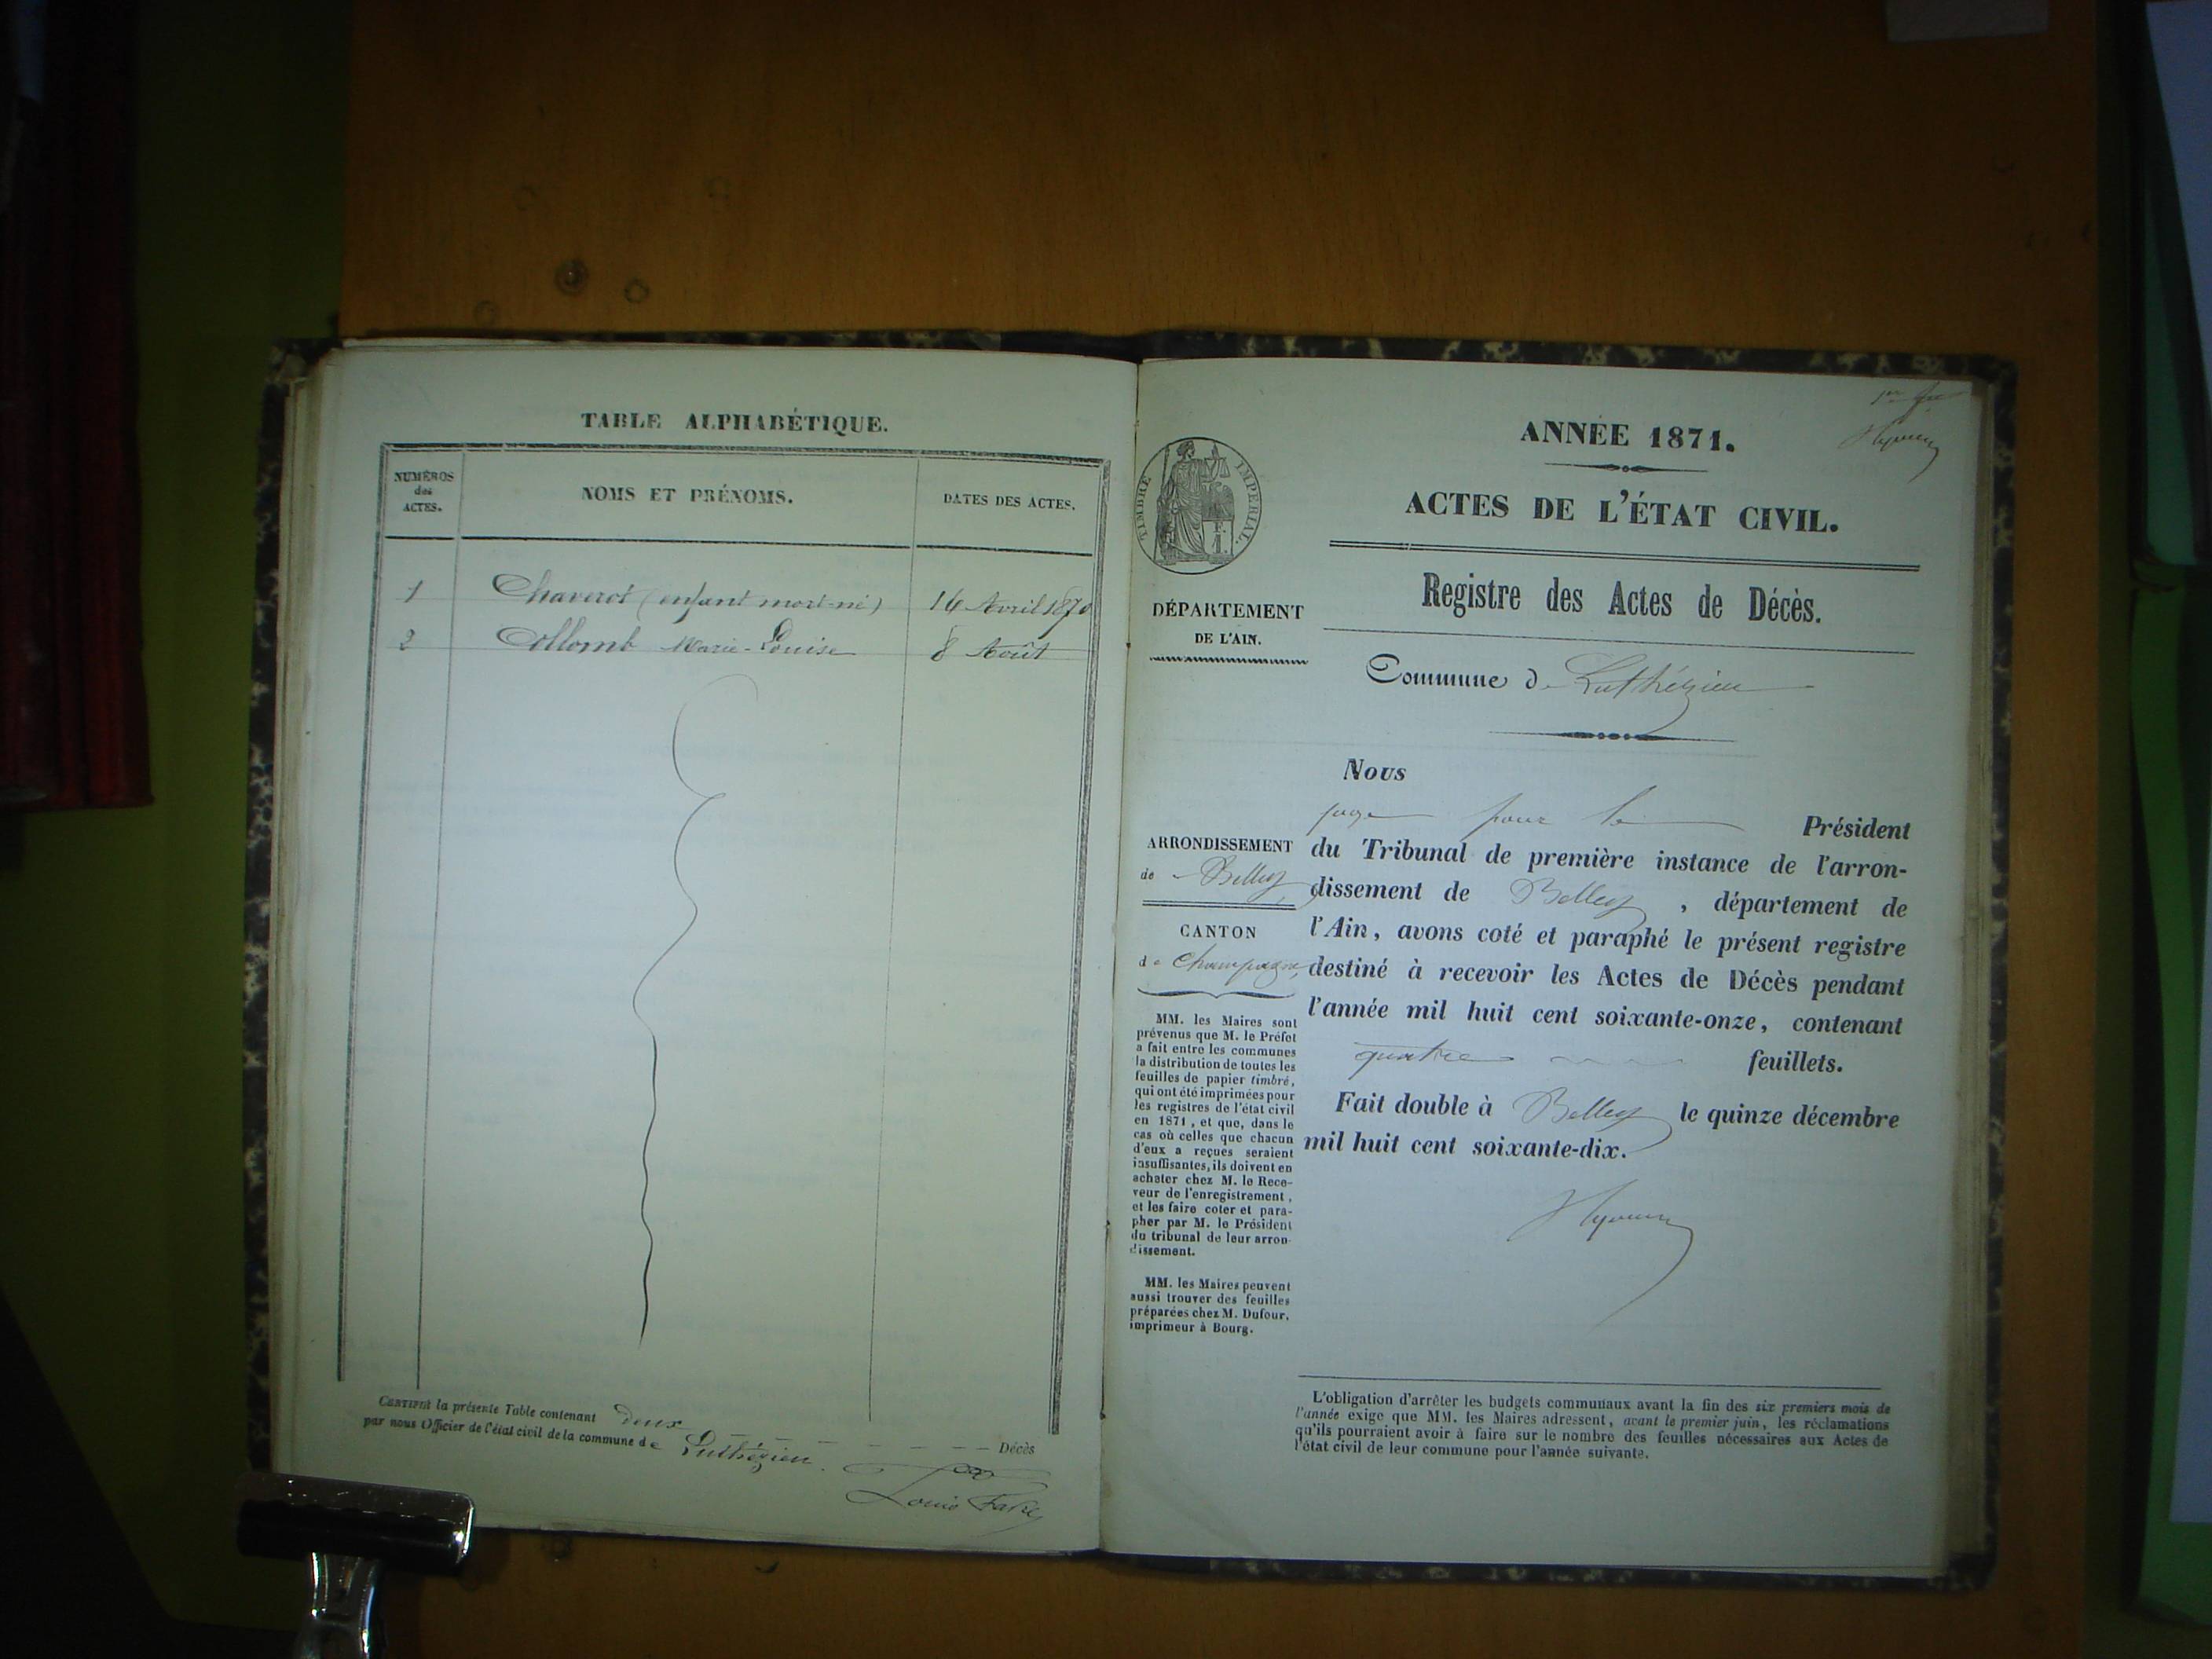 TABLE ALPHABÉTIQUE.
NUMÉROS
des
ACTES.
NOMS ET PRÉNOMS.
DATES DES ACTES.
1 Chaverot (enfant mort-né) 16 Avril 1870
2 Collomb Marie-Louise 8 Août
CERTIFIÉ la présente Table contenant deux Décès
par nous Officier de l'état civil de la commune de Luthézieu.
Louis
ANNÉE 1871.
ACTES DE L'ÉTAT CIVIL.
TIMBRE IMPÉRIAL.
1 F.
Registre des Actes de Décès.
DÉPARTEMENT
DE L'AIN.
Commune de Luthézieu
Nous
juge pour le Président
du Tribunal de première instance de l'arron-
dissement de Belley, département de
l'Ain, avons coté et paraphé le présent registre
destiné à recevoir les Actes de Décès pendant
l'année mil huit cent soixante-onze, contenant
quatre feuillets.
Fait double à Belley le quinze décembre
mil huit cent soixante-dix.
ARRONDISSEMENT
de Belley
CANTON
de Champagne
MM. les Maires sont
prévenus que M. le Préfet
a fait entre les communes
la distribution de toutes les
feuilles de papier timbré,
qui ont été imprimées pour
les registres de l'état civil
en 1871, et que, dans le
cas où celles que chacun
d'eux a reçues seraient
insuffisantes, ils doivent en
acheter chez M. le Rece-
veur de l'enregistrement,
et les faire coter et para-
pher par M. le Président
du tribunal de leur arron-
dissement.
MM. les Maires peuvent
aussi trouver des feuilles
préparées chez M. Dufour,
imprimeur à Bourg.
L'obligation d'arrêter les budgets communaux avant la fin des six premiers mois de
l'année exige que MM. les Maires adressent, avant le premier juin, les réclamations
qu'ils pourraient avoir à faire sur le nombre des feuilles nécessaires aux Actes de
l'état civil de leur commune pour l'année suivante.